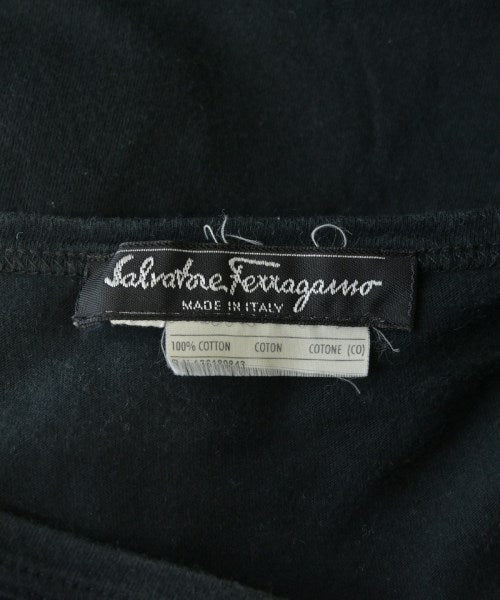 Salvatore Ferragamo
MADE IN ITALY
100% COTTON COTON COTONE (CO)